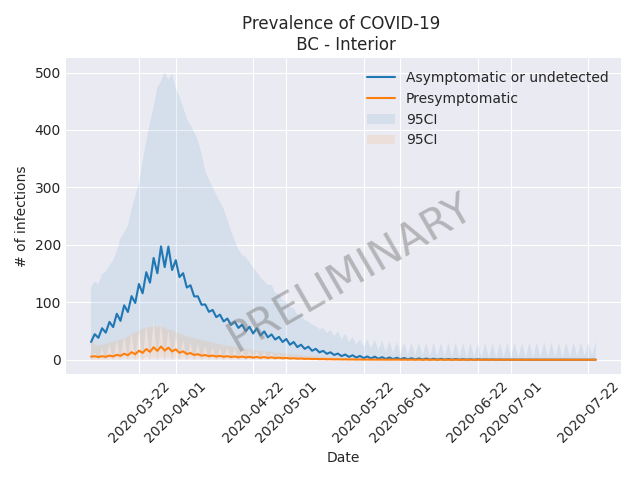 Prevalence of COVID-19
BC - Interior
Asymptomatic or undetected
Presymptomatic
95CI
95CI
PRELIMINARY
# of infections
500
400
300
200
100
0
2020-03-22
2020-04-01
2020-04-22
2020-05-01
2020-05-22
2020-06-01
2020-06-22
2020-07-01
2020-07-22
Date